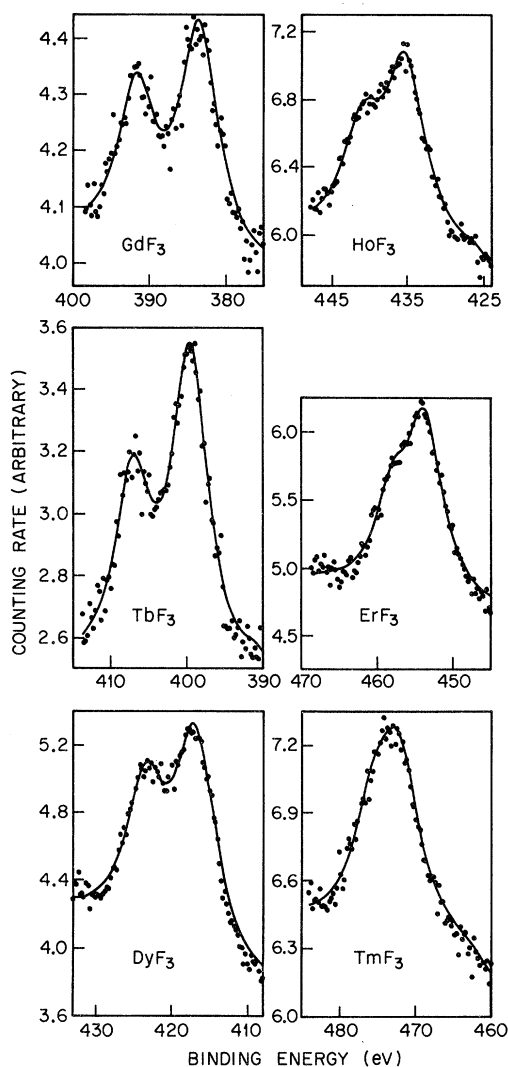 4.4
4.3
4.2
4.1
4.0
GdF3
400 390 380
7.2
6.8
6.4
6.0
HoF3
445 435 425
3.6
3.4
3.2
3.0
2.8
2.6
TbF3
410 400 390
6.0
5.5
5.0
4.5
ErF3
470 460 450
5.2
4.8
4.4
4.0
3.6
DyF3
430 420 410
7.2
6.9
6.6
6.3
6.0
TmF3
480 470 460
COUNTING RATE (ARBITRARY)
BINDING ENERGY (eV)